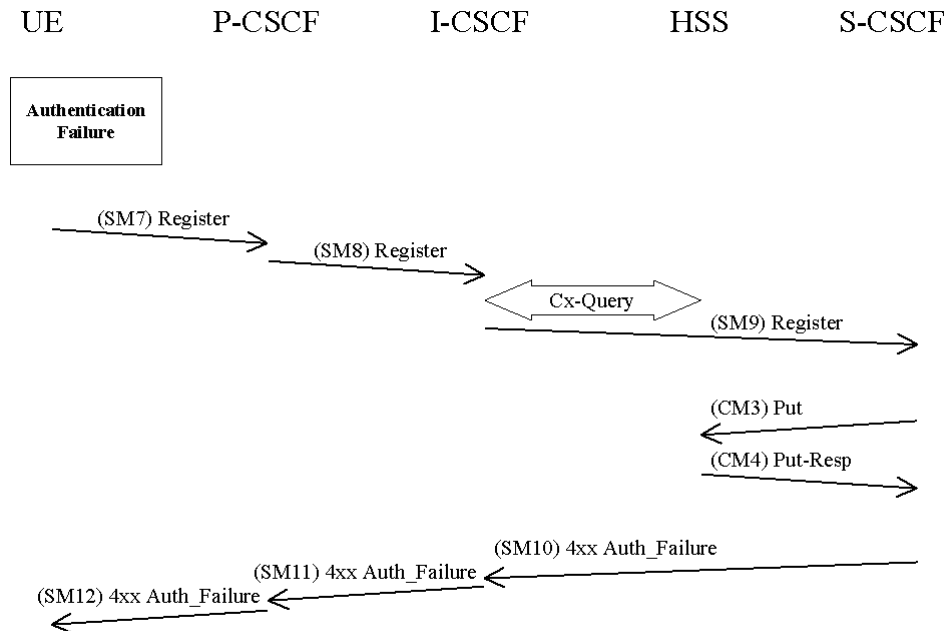 UE P-CSCF I-CSCF HSS S-CSCF
Authentication
Failure
(SM7) Register
(SM8) Register
Cx-Query
(SM9) Register
(CM3) Put
(CM4) Put-Resp
(SM10) 4xx Auth_Failure
(SM11) 4xx Auth_Failure
(SM12) 4xx Auth_Failure